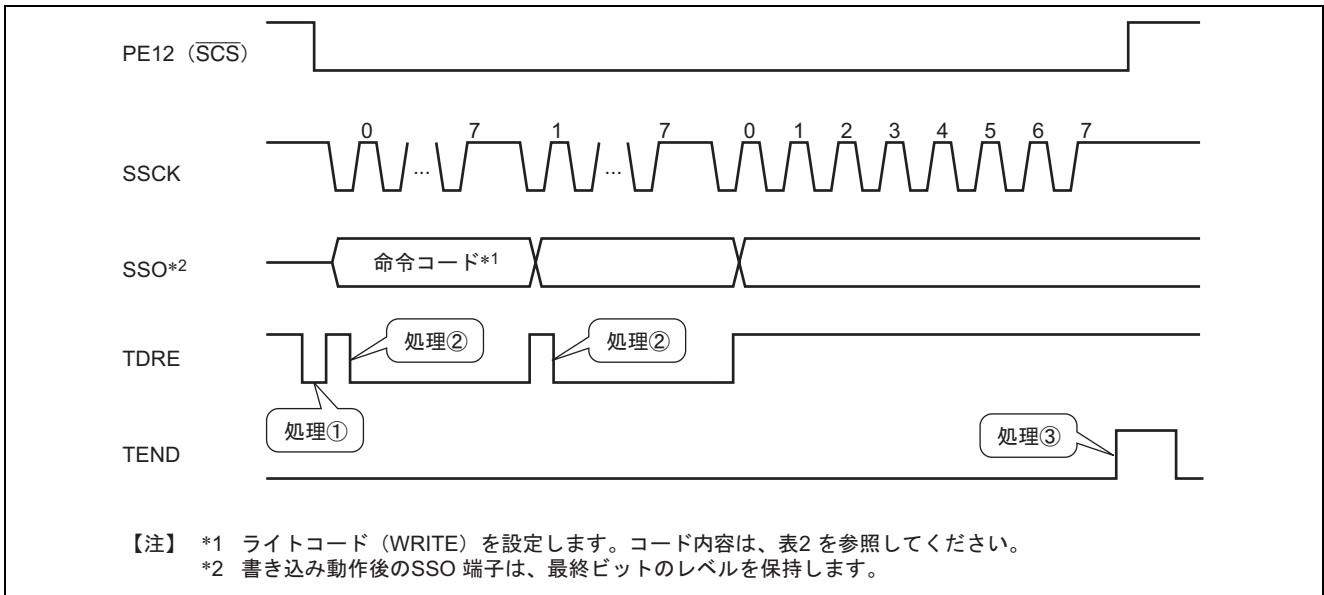 PE12（SCS）
0 7 1 7 0 1 2 3 4 5 6 7
SSCK
... ...
SSO*2
命令コード*1
TDRE
処理② 処理②
処理①
処理③
TEND
【注】 *1 ライトコード（WRITE）を設定します。コード内容は、表2 を参照してください。
*2 書き込み動作後のSSO 端子は、最終ビットのレベルを保持します。